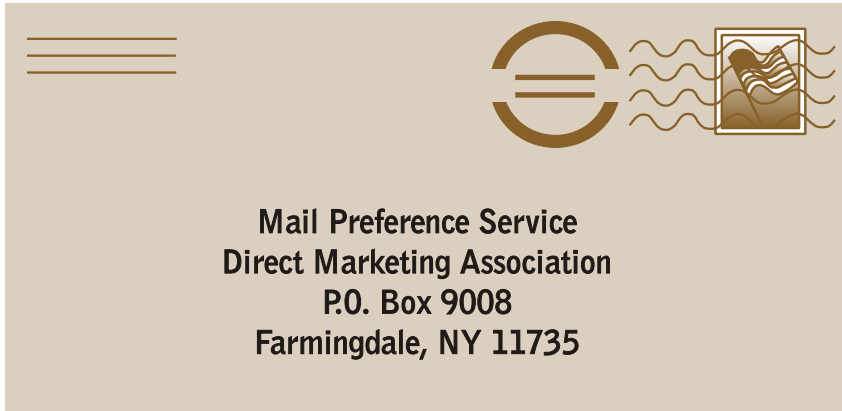 Mail Preference Service
Direct Marketing Association
P.O. Box 9008
Farmingdale, NY 11735